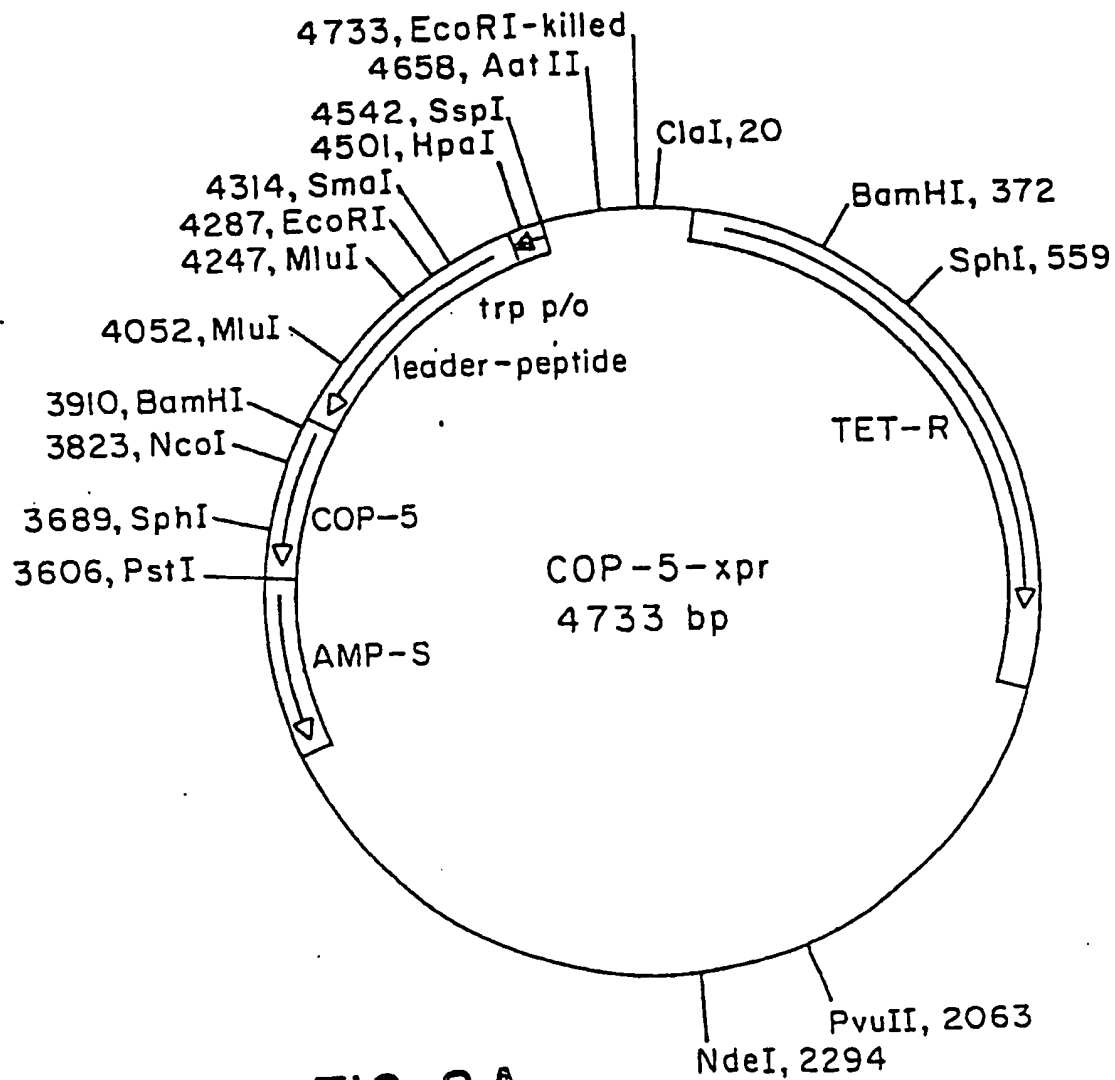 4733, EcoRI-killed
4658, AatII
4542, SspI
4501, HpaI
4314, SmaI
4287, EcoRI
4247, MluI
4052, MluI
3910, BamHI
3823, NcoI
3689, SphI
3606, PstI
ClaI, 20
BamHI, 372
SphI, 559
trp p/o
leader-peptide
TET-R
COP-5
AMP-S
COP-5-xpr
4733 bp
PvuII, 2063
NdeI, 2294